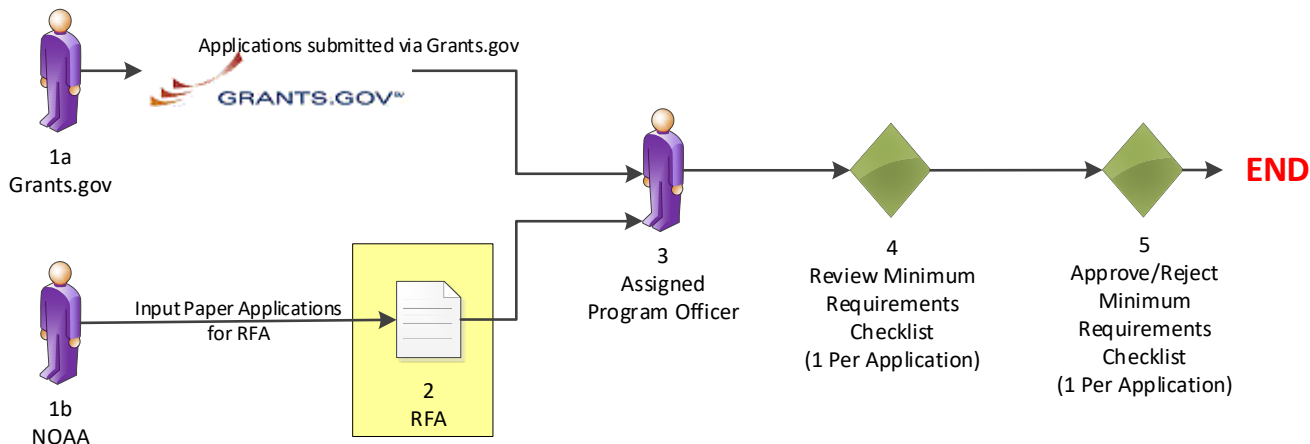 Applications submitted via Grants.gov
GRANTS.GOV℠
1a
Grants.gov
END
3
Assigned
Program Officer
4
Review Minimum
Requirements
Checklist
(1 Per Application)
5
Approve/Reject
Minimum
Requirements
Checklist
(1 Per Application)
Input Paper Applications
for RFA
2
RFA
1b
NOAA